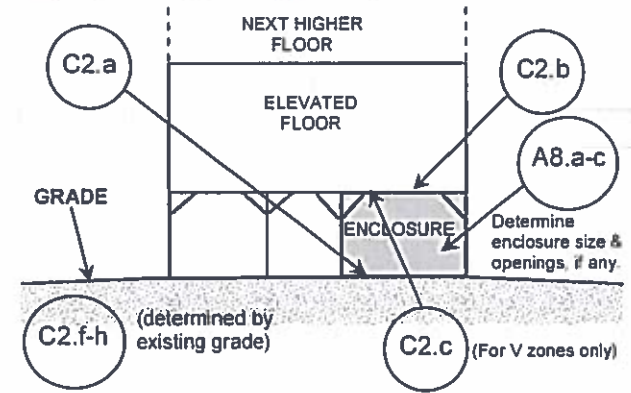 NEXT HIGHER
FLOOR
C2.a
C2.b
ELEVATED
FLOOR
A8.a-c
GRADE
ENCLOSURE
Determine
enclosure size &
openings, if any.
C2.f-h
(determined by
existing grade)
C2.c
(For V zones only)